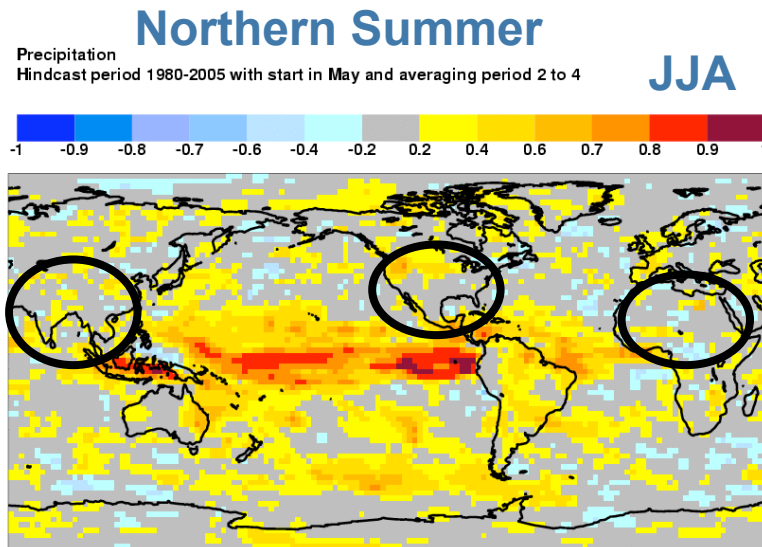 Northern Summer
Precipitation
Hindcast period 1980-2005 with start in May and averaging period 2 to 4
JJA
-1 -0.9 -0.8 -0.7 -0.6 -0.4 -0.2 0.2 0.4 0.6 0.7 0.8 0.9